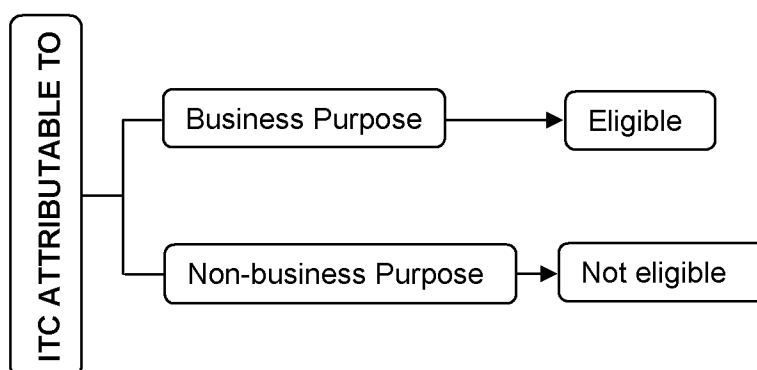 ITC ATTRIBUTABLE TO
Business Purpose
Eligible
Non-business Purpose
Not eligible